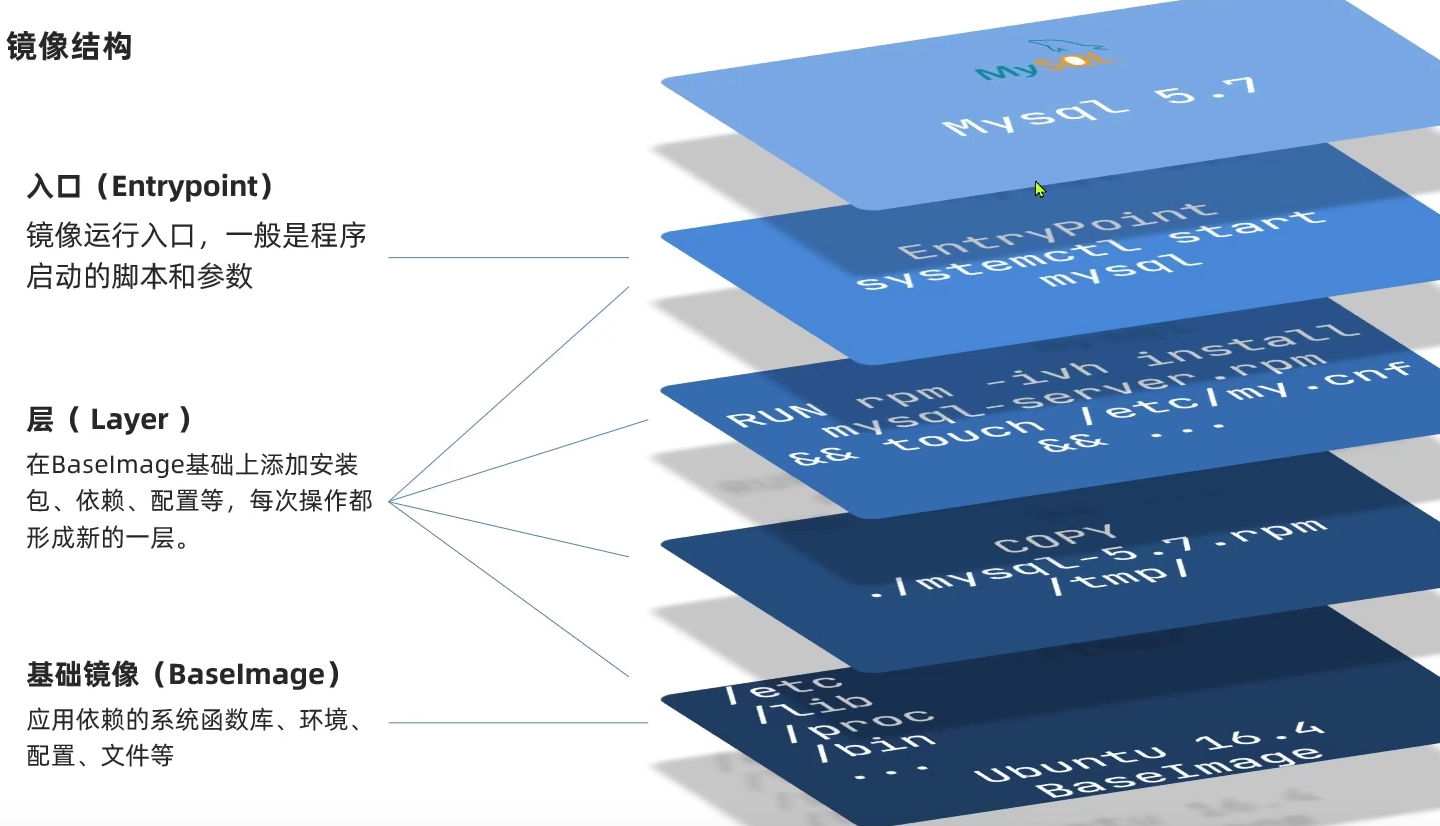 镜像结构
入口（Entrypoint）
镜像运行入口，一般是程序
启动的脚本和参数
层（ Layer ）
在BaseImage基础上添加安装
包、依赖、配置等，每次操作都
形成新的一层。
基础镜像（BaseImage）
应用依赖的系统函数库、环境、
配置、文件等
MySQL
Mysql 5.7
EntryPoint
systemctl start
mysql
RUN rpm -ivh install
mysql-server.rpm
&& touch /etc/my.cnf
&& ...
COPY
./mysql-5.7.rpm
/tmp/
/etc
/lib
/proc
/bin
...
Ubuntu 16.4
BaseImage